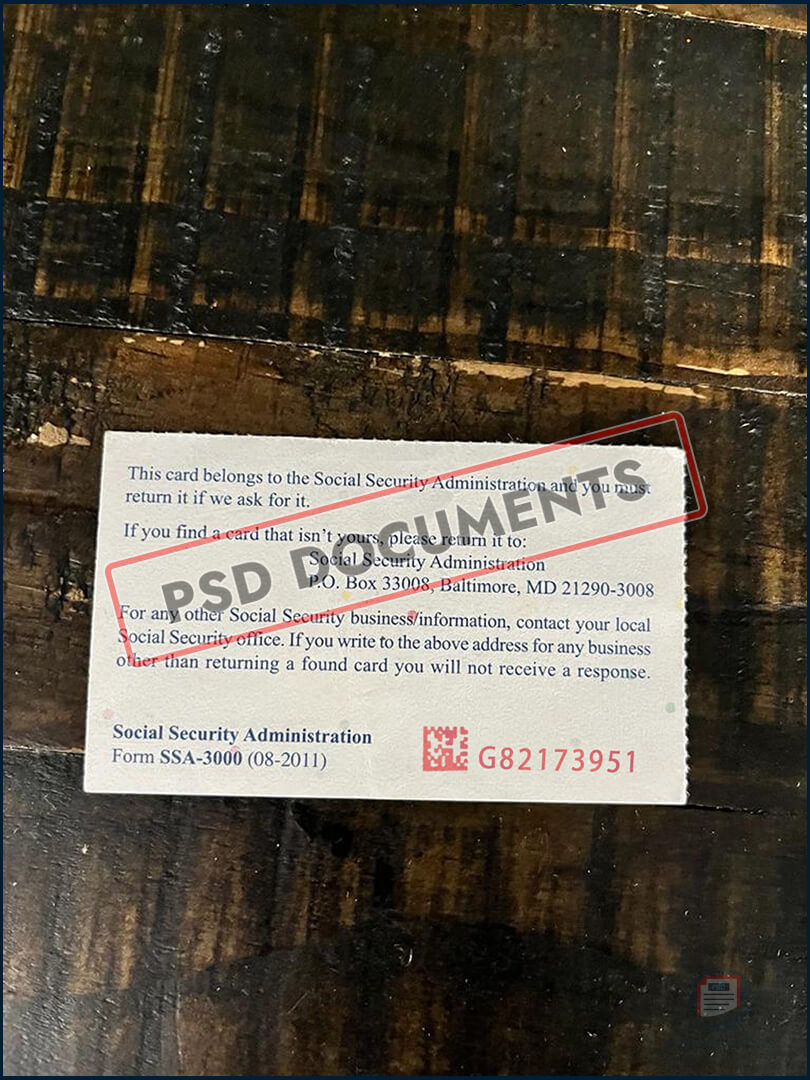 This card belongs to the Social Security Administration and you must
return it if we ask for it.
If you find a card that isn't yours, please return it to:
Social Security Administration
P.O. Box 33008, Baltimore, MD 21290-3008
PSD DOCUMENTS
For any other Social Security business/information, contact your local
Social Security office. If you write to the above address for any business
other than returning a found card you will not receive a response.
Social Security Administration
Form SSA-3000 (08-2011)
G82173951